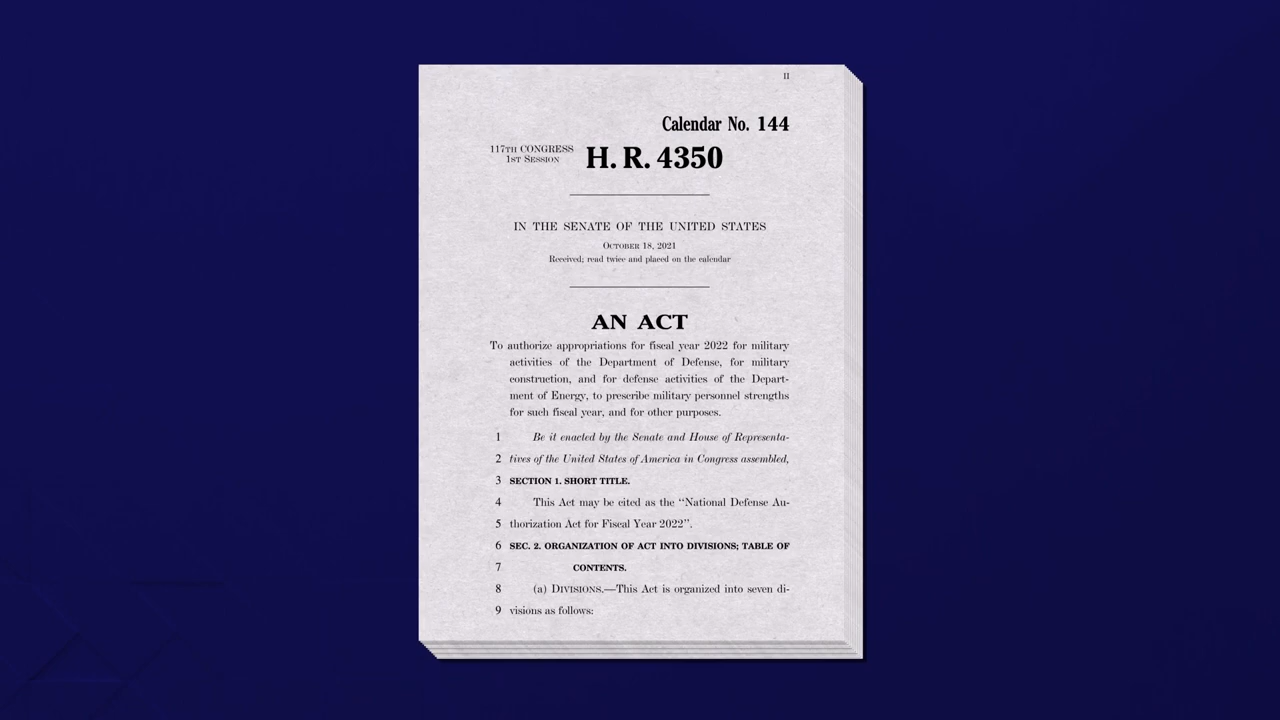 II
Calendar No. 144
117TH CONGRESS
1ST SESSION
H. R. 4350
IN THE SENATE OF THE UNITED STATES
OCTOBER 18, 2021
Received; read twice and placed on the calendar
AN ACT
To authorize appropriations for fiscal year 2022 for military
activities of the Department of Defense, for military
construction, and for defense activities of the Depart-
ment of Energy, to prescribe military personnel strengths
for such fiscal year, and for other purposes.
1 Be it enacted by the Senate and House of Representa-
2 tives of the United States of America in Congress assembled,
3 SECTION 1. SHORT TITLE.
4 This Act may be cited as the ‘‘National Defense Au-
5 thorization Act for Fiscal Year 2022’’.
6 SEC. 2. ORGANIZATION OF ACT INTO DIVISIONS; TABLE OF
7 CONTENTS.
8 (a) DIVISIONS.—This Act is organized into seven di-
9 visions as follows: